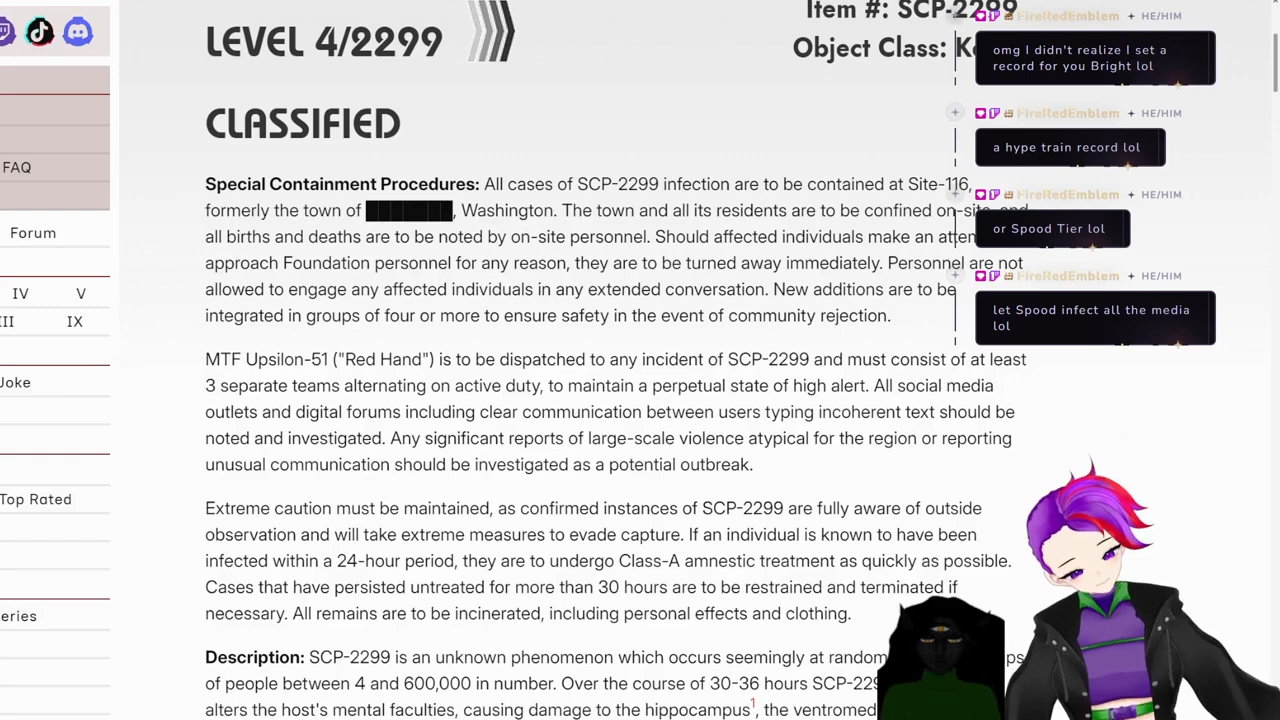 LEVEL 4/2299
Item #: SCP-2299
Object Class:
CLASSIFIED
Special Containment Procedures: All cases of SCP-2299 infection are to be contained at Site-116,
formerly the town of ████████, Washington. The town and all its residents are to be confined on-site, and
all births and deaths are to be noted by on-site personnel. Should affected individuals make an
approach Foundation personnel for any reason, they are to be turned away immediately. Personnel are not
allowed to engage any affected individuals in any extended conversation. New additions are to be
integrated in groups of four or more to ensure safety in the event of community rejection.
MTF Upsilon-51 ("Red Hand") is to be dispatched to any incident of SCP-2299 and must consist of at least
3 separate teams alternating on active duty, to maintain a perpetual state of high alert. All social media
outlets and digital forums including clear communication between users typing incoherent text should be
noted and investigated. Any significant reports of large-scale violence atypical for the region or reporting
unusual communication should be investigated as a potential outbreak.
Extreme caution must be maintained, as confirmed instances of SCP-2299 are fully aware of outside
observation and will take extreme measures to evade capture. If an individual is known to have been
infected within a 24-hour period, they are to undergo Class-A amnestic treatment as quickly as possible.
Cases that have persisted untreated for more than 30 hours are to be restrained and terminated if
necessary. All remains are to be incinerated, including personal effects and clothing.
Description: SCP-2299 is an unknown phenomenon which occurs seemingly at random
of people between 4 and 600,000 in number. Over the course of 30-36 hours
alters the host's mental faculties, causing damage to the hippocampus1, the
FAQ
Forum
IV V
III IX
Joke
Top Rated
eries
FireRedEmblem HE/HIM
omg I didn't realize I set a
record for you Bright lol
FireRedEmblem HE/HIM
a hype train record lol
FireRedEmblem HE/HIM
or Spood Tier lol
FireRedEmblem HE/HIM
let Spood infect all the media
lol